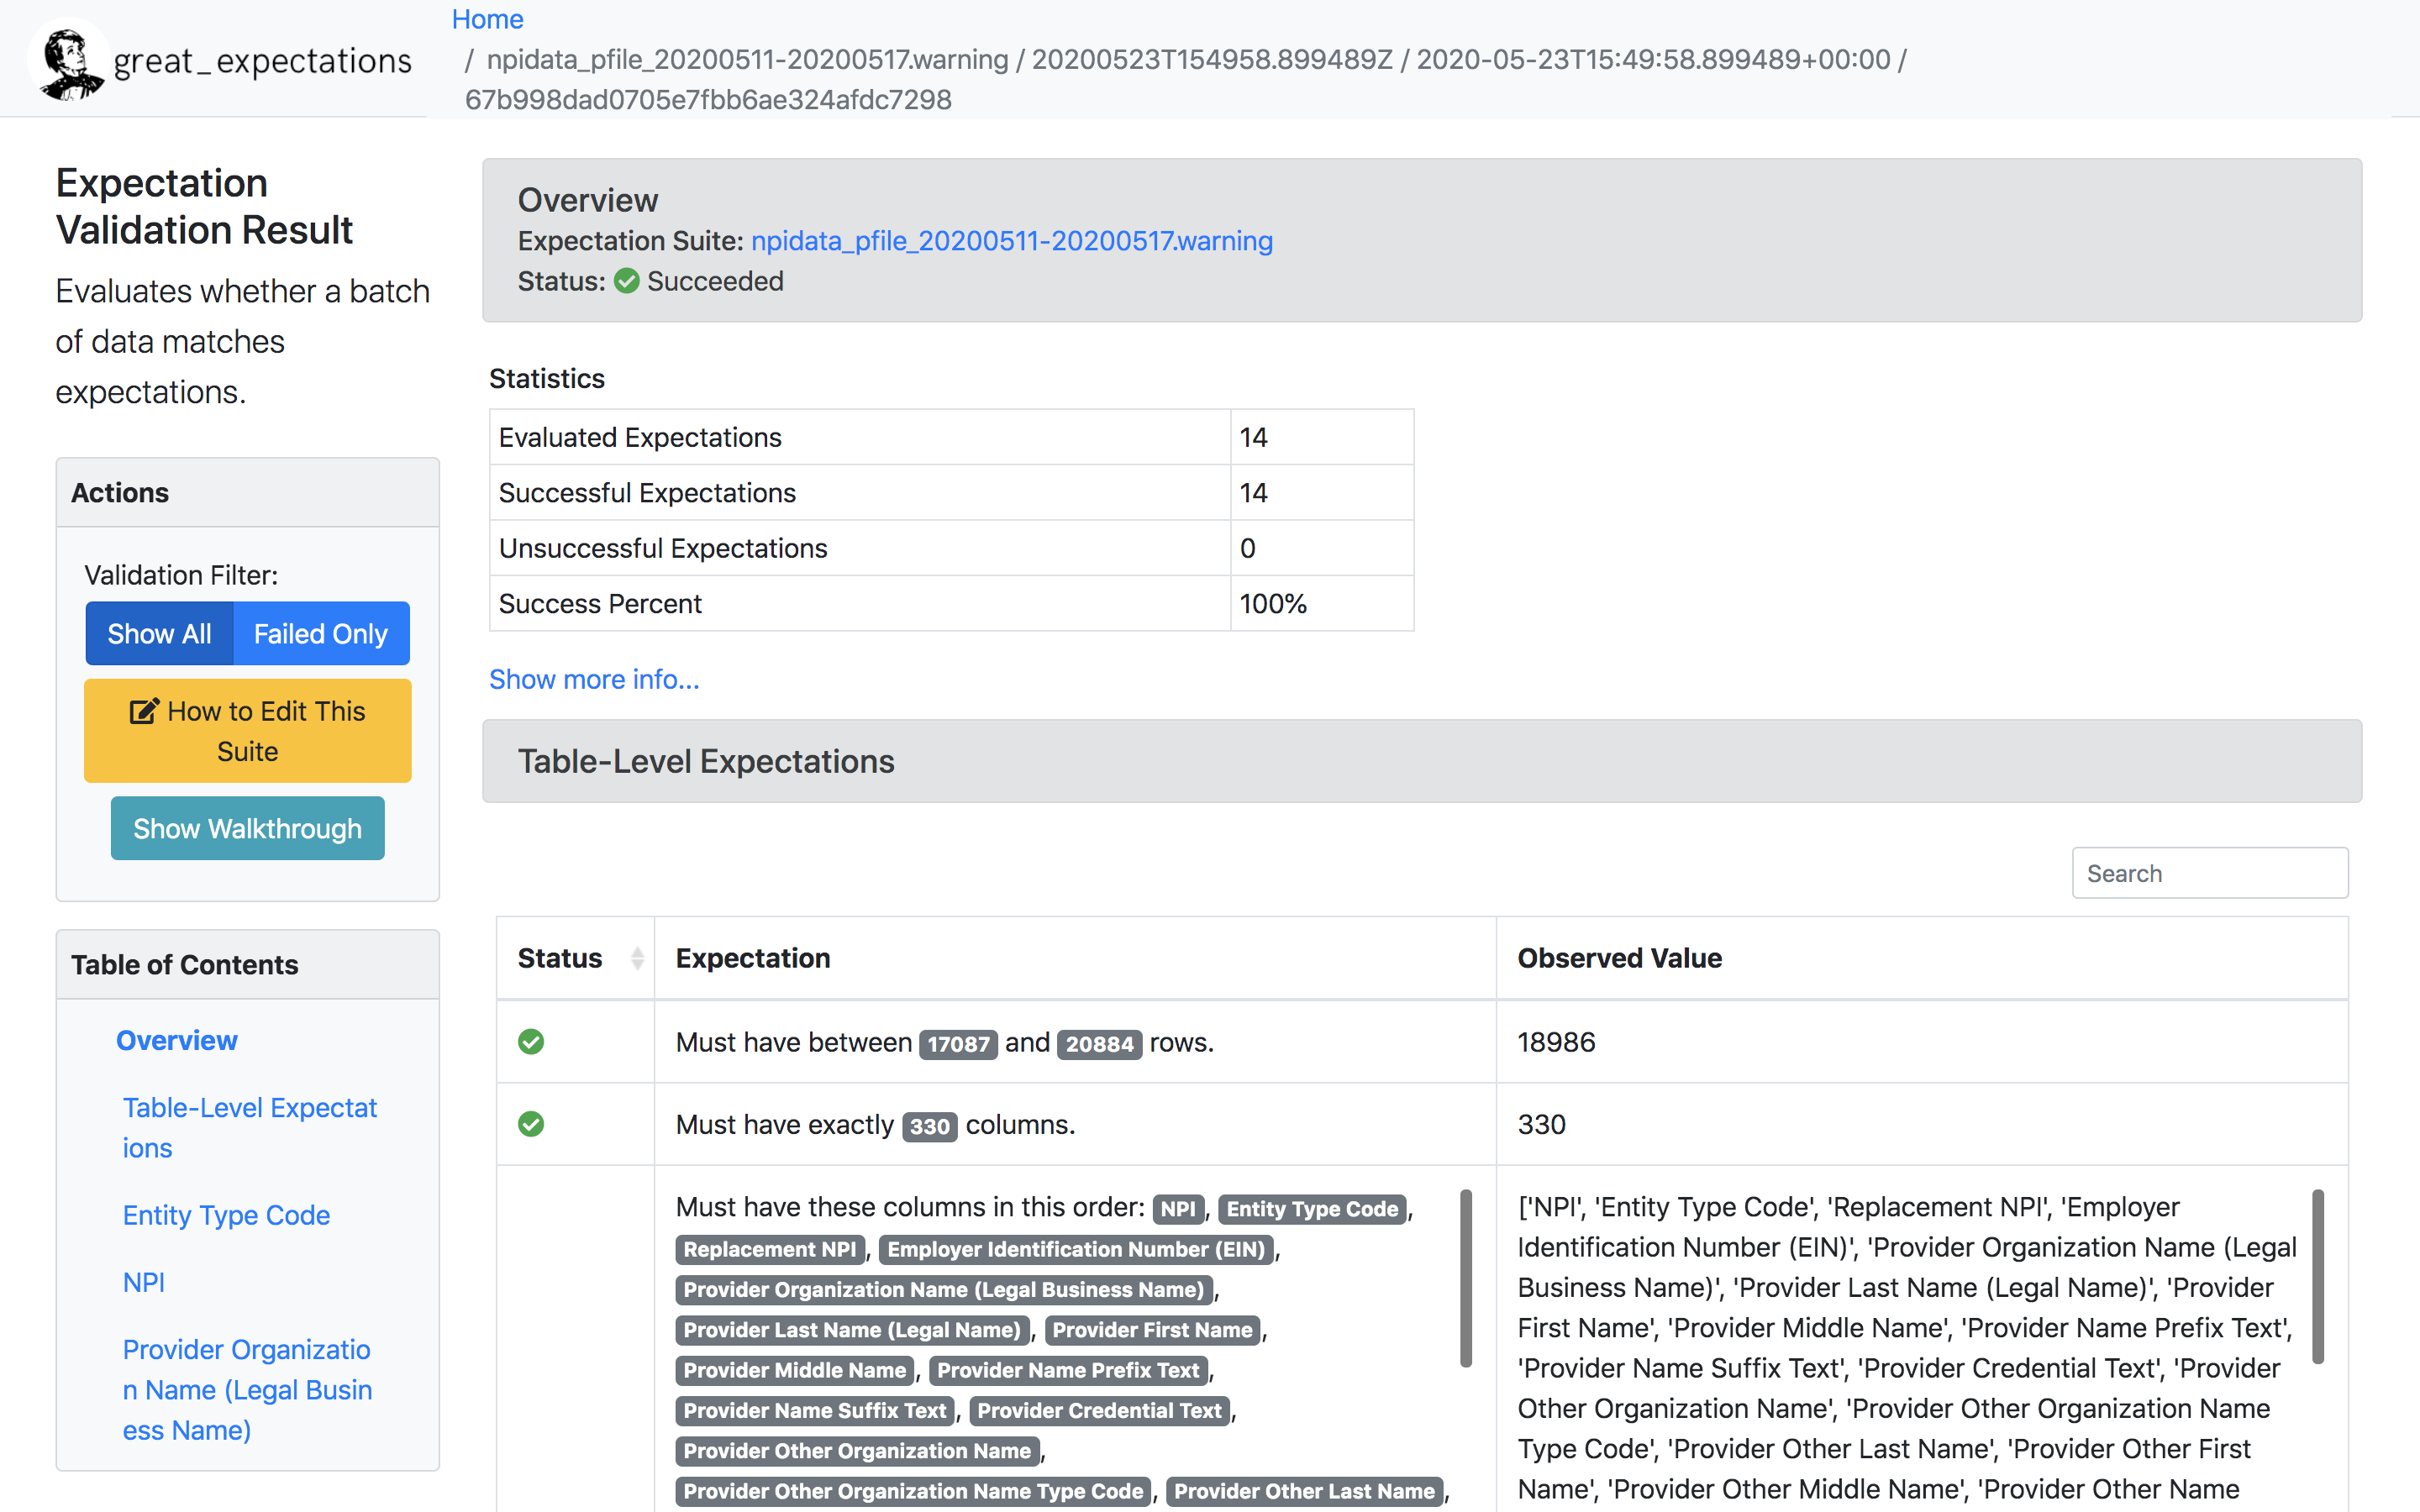 great_expectations
Home
/ npidata_pfile_20200511-20200517.warning / 20200523T154958.899489Z / 2020-05-23T15:49:58.899489+00:00 /
67b998dad0705e7fbb6ae324afdc7298
Expectation
Validation Result
Evaluates whether a batch
of data matches
expectations.
Actions
Validation Filter:
Show All Failed Only
How to Edit This
Suite
Show Walkthrough
Table of Contents
Overview
Table-Level Expectat
ions
Entity Type Code
NPI
Provider Organizatio
n Name (Legal Busin
ess Name)
Overview
Expectation Suite: npidata_pfile_20200511-20200517.warning
Status: Succeeded
Statistics
Evaluated Expectations 14
Successful Expectations 14
Unsuccessful Expectations 0
Success Percent 100%
Show more info...
Table-Level Expectations
Search
Status Expectation Observed Value
Must have between 17087 and 20884 rows. 18986
Must have exactly 330 columns. 330
Must have these columns in this order: NPI, Entity Type Code,
Replacement NPI, Employer Identification Number (EIN),
Provider Organization Name (Legal Business Name),
Provider Last Name (Legal Name), Provider First Name,
Provider Middle Name, Provider Name Prefix Text,
Provider Name Suffix Text, Provider Credential Text,
Provider Other Organization Name,
Provider Other Organization Name Type Code, Provider Other Last Name,
['NPI', 'Entity Type Code', 'Replacement NPI', 'Employer
Identification Number (EIN)', 'Provider Organization Name (Legal
Business Name)', 'Provider Last Name (Legal Name)', 'Provider
First Name', 'Provider Middle Name', 'Provider Name Prefix Text',
'Provider Name Suffix Text', 'Provider Credential Text', 'Provider
Other Organization Name', 'Provider Other Organization Name
Type Code', 'Provider Other Last Name', 'Provider Other First
Name', 'Provider Other Middle Name', 'Provider Other Name